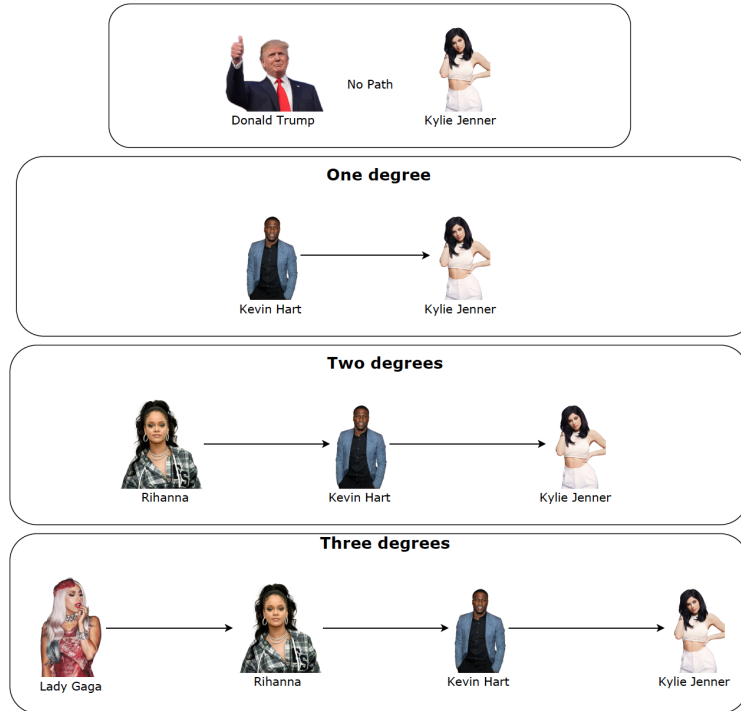 No Path
Donald Trump
Kylie Jenner
One degree
Kevin Hart
Kylie Jenner
Two degrees
Rihanna
Kevin Hart
Kylie Jenner
Three degrees
Lady Gaga
Rihanna
Kevin Hart
Kylie Jenner